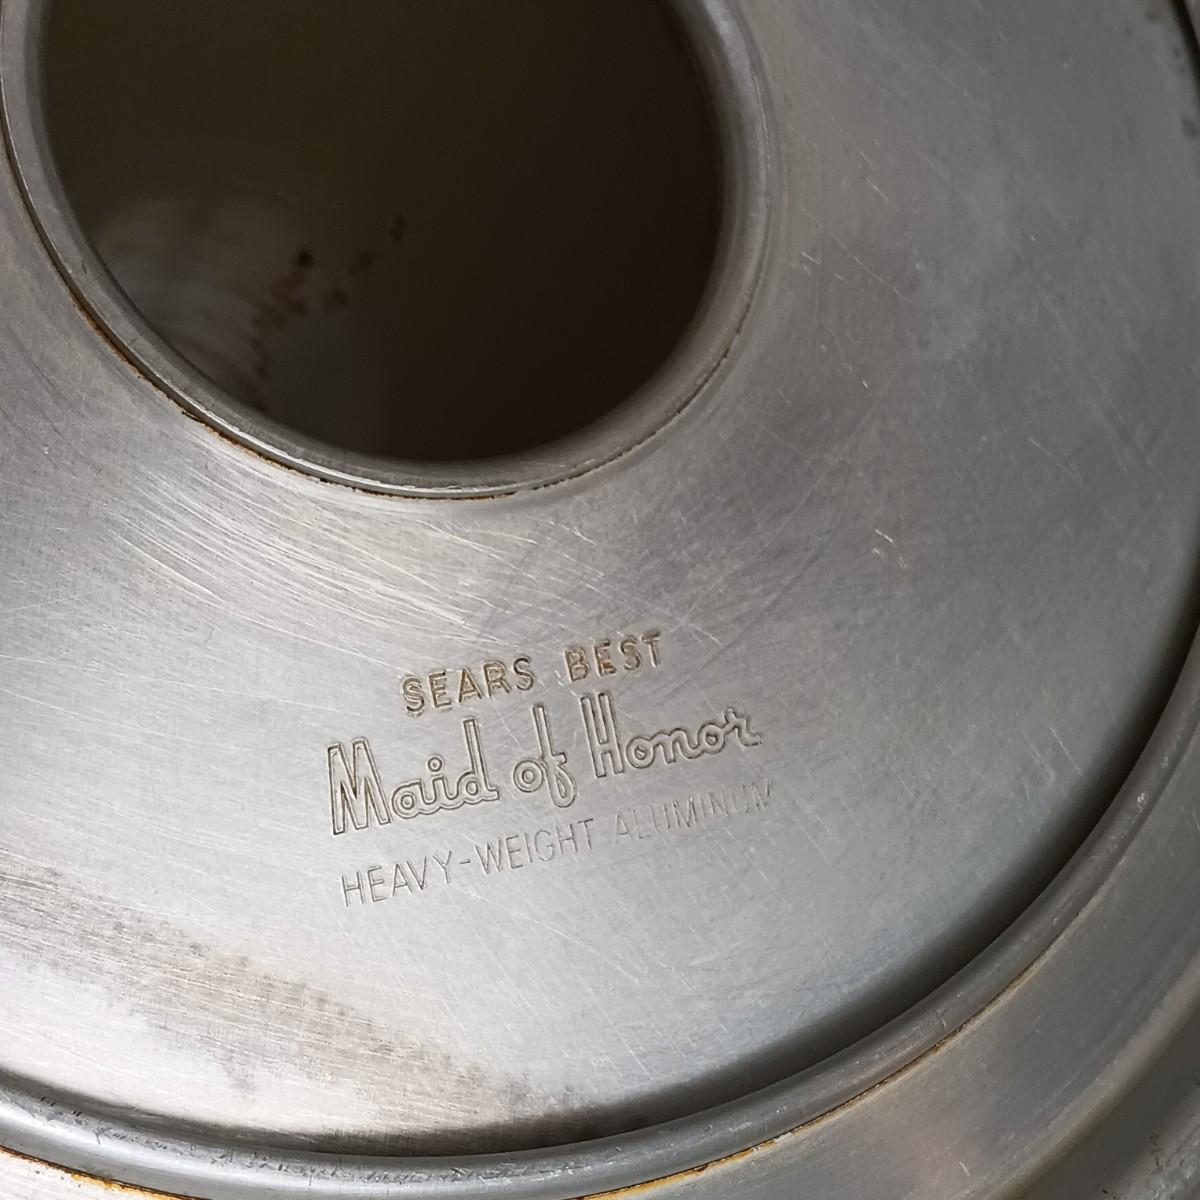 SEARS BEST
Maid of Honor
HEAVY-WEIGHT ALUMINUM